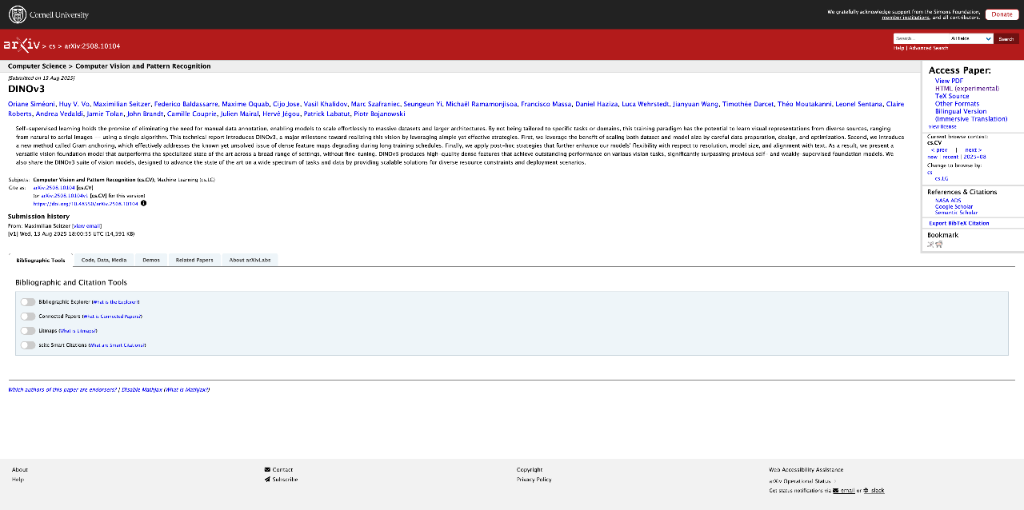 Cornell University
We gratefully acknowledge support from the Simons Foundation,
member institutions, and all contributors.
Donate
arXiv > cs > arXiv:2508.10104
Search...
All fields
Search
Help | Advanced Search
Computer Science > Computer Vision and Pattern Recognition
[Submitted on 13 Aug 2025]
DINOv3
Oriane Siméoni, Huy V. Vo, Maximilian Seitzer, Federico Baldassarre, Maxime Oquab, Cijo Jose, Vasil Khalidov, Marc Szafraniec, Seungeun Yi, Michaël Ramamonjisoa, Francisco Massa, Daniel Haziza, Luca Wehrstedt, Jianyuan Wang, Timothée Darcet, Théo Moutakanni, Leonel Sentana, Claire
Roberts, Andrea Vedaldi, Jamie Tolan, John Brandt, Camille Couprie, Julien Mairal, Hervé Jégou, Patrick Labatut, Piotr Bojanowski
Self-supervised learning holds the promise of eliminating the need for manual data annotation, enabling models to scale effortlessly to massive datasets and larger architectures. By not being tailored to specific tasks or domains, this training paradigm has the potential to learn visual representations from diverse sources, ranging
from natural to aerial images -- using a single algorithm. This technical report introduces DINOv3, a major milestone toward realizing this vision by leveraging simple yet effective strategies. First, we leverage the benefit of scaling both dataset and model size by careful data preparation, design, and optimization. Second, we introduce
a new method called Gram anchoring, which effectively addresses the known yet unsolved issue of dense feature maps degrading during long training schedules. Finally, we apply post-hoc strategies that further enhance our models' flexibility with respect to resolution, model size, and alignment with text. As a result, we present a
versatile vision foundation model that outperforms the specialized state of the art across a broad range of settings, without fine-tuning. DINOv3 produces high-quality dense features that achieve outstanding performance on various vision tasks, significantly surpassing previous self- and weakly-supervised foundation models. We
also share the DINOv3 suite of vision models, designed to advance the state of the art on a wide spectrum of tasks and data by providing scalable solutions for diverse resource constraints and deployment scenarios.
Subjects: Computer Vision and Pattern Recognition (cs.CV); Machine Learning (cs.LG)
Cite as: arXiv:2508.10104 [cs.CV]
(or arXiv:2508.10104v1 [cs.CV] for this version)
https://doi.org/10.48550/arXiv.2508.10104
Submission history
From: Maximilian Seitzer [view email]
[v1] Wed, 13 Aug 2025 18:00:55 UTC (14,391 KB)
Access Paper:
View PDF
HTML (experimental)
TeX Source
Other Formats
Bilingual Version
(Immersive Translation)
view license
Current browse context:
cs.CV
< prev | next >
new | recent | 2025-08
Change to browse by:
cs
cs.LG
References & Citations
NASA ADS
Google Scholar
Semantic Scholar
Export BibTeX Citation
Bookmark
Bibliographic Tools
Code, Data, Media
Demos
Related Papers
About arXivLabs
Bibliographic and Citation Tools
Bibliographic Explorer (What is the Explorer?)
Connected Papers (What is Connected Papers?)
Litmaps (What is Litmaps?)
scite Smart Citations (What are Smart Citations?)
Which authors of this paper are endorsers? | Disable MathJax (What is MathJax?)
About
Help
Contact
Subscribe
Copyright
Privacy Policy
Web Accessibility Assistance
arXiv Operational Status
Get status notifications via email or slack